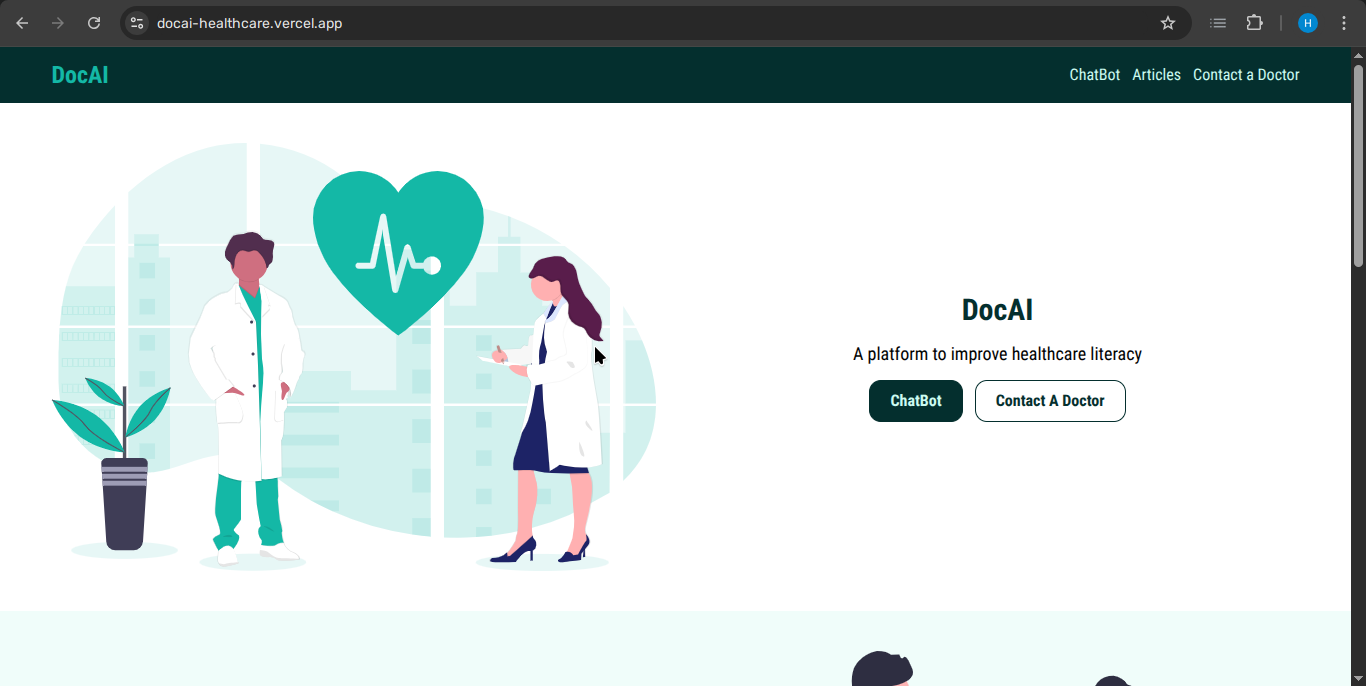 docai-healthcare.vercel.app
H
DocAI
ChatBot Articles Contact a Doctor
DocAI
A platform to improve healthcare literacy
ChatBot Contact A Doctor